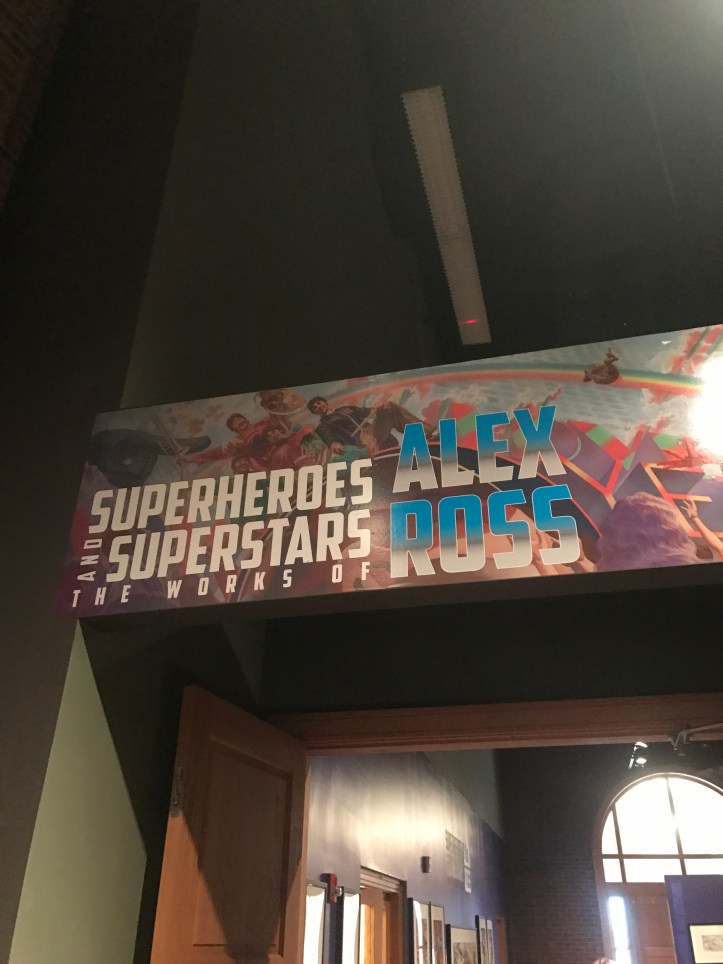 SUPERHEROES
AND
SUPERSTARS
THE WORKS OF
ALEX
ROSS